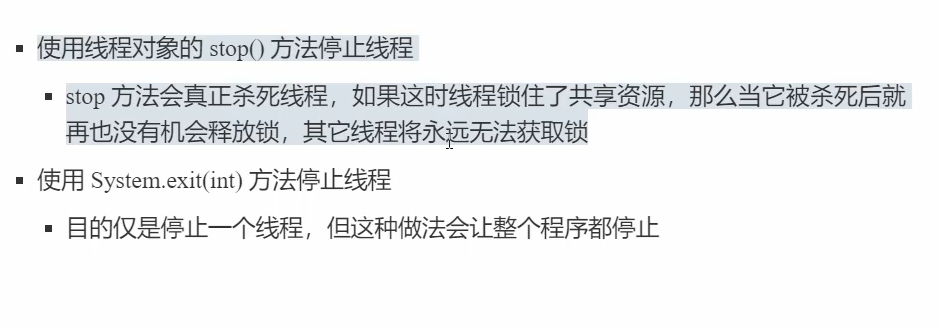 使用线程对象的 stop() 方法停止线程
stop 方法会真正杀死线程，如果这时线程锁住了共享资源，那么当它被杀死后就
再也没有机会释放锁，其它线程将永远无法获取锁
使用 System.exit(int) 方法停止线程
目的仅是停止一个线程，但这种做法会让整个程序都停止